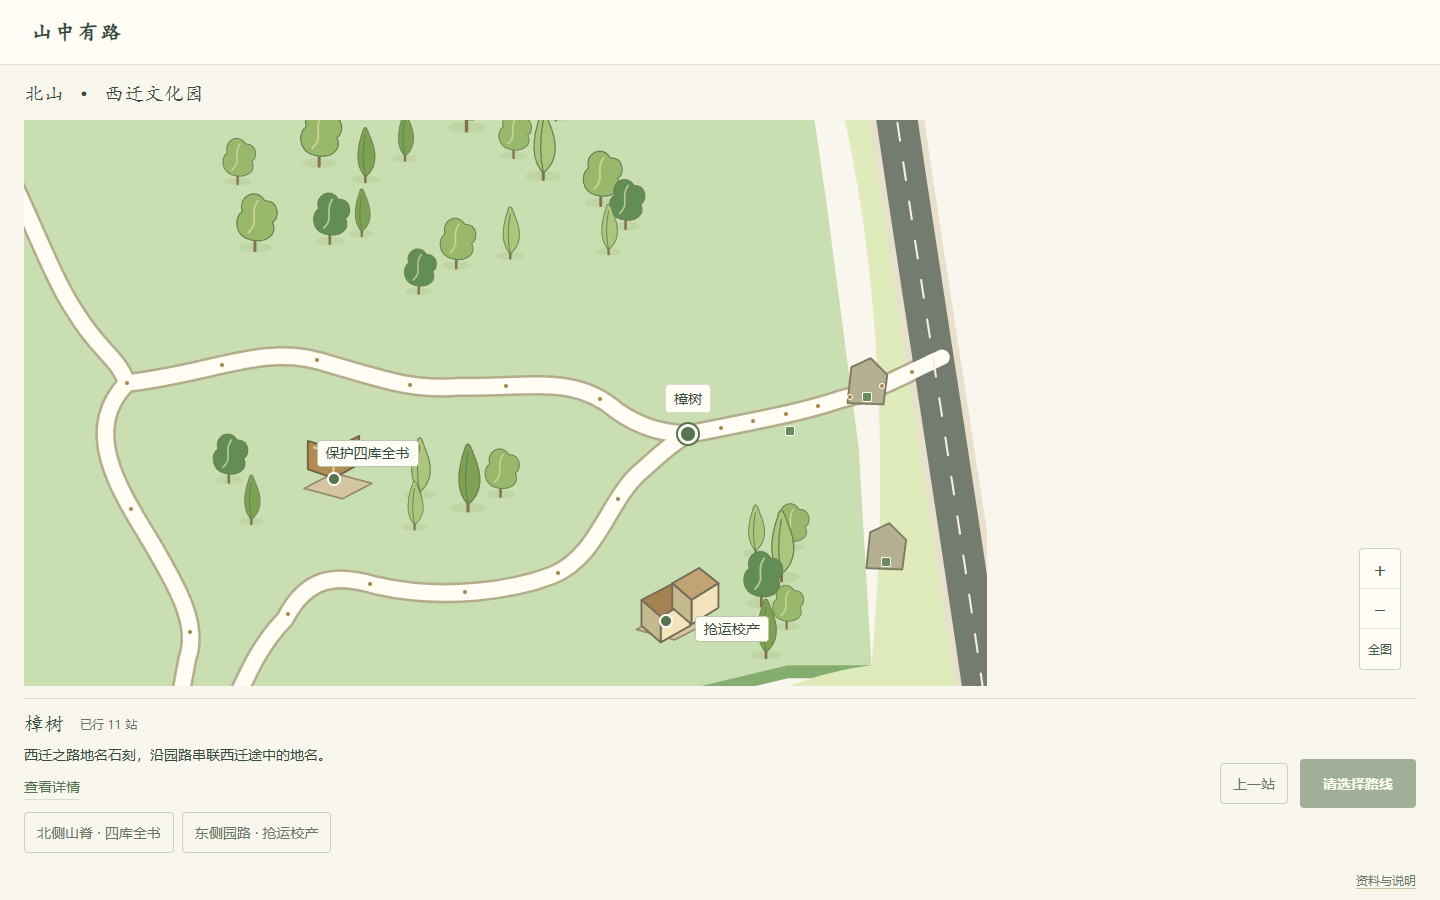 山中有路
北山 • 西迁文化园
樟树
保护四库全书
抢运校产
+
−
全图
樟树 已行 11 站
西迁之路地名石刻，沿园路串联西迁途中的地名。
查看详情
上一站
请选择路线
北侧山脊 · 四库全书
东侧园路 · 抢运校产
资料与说明